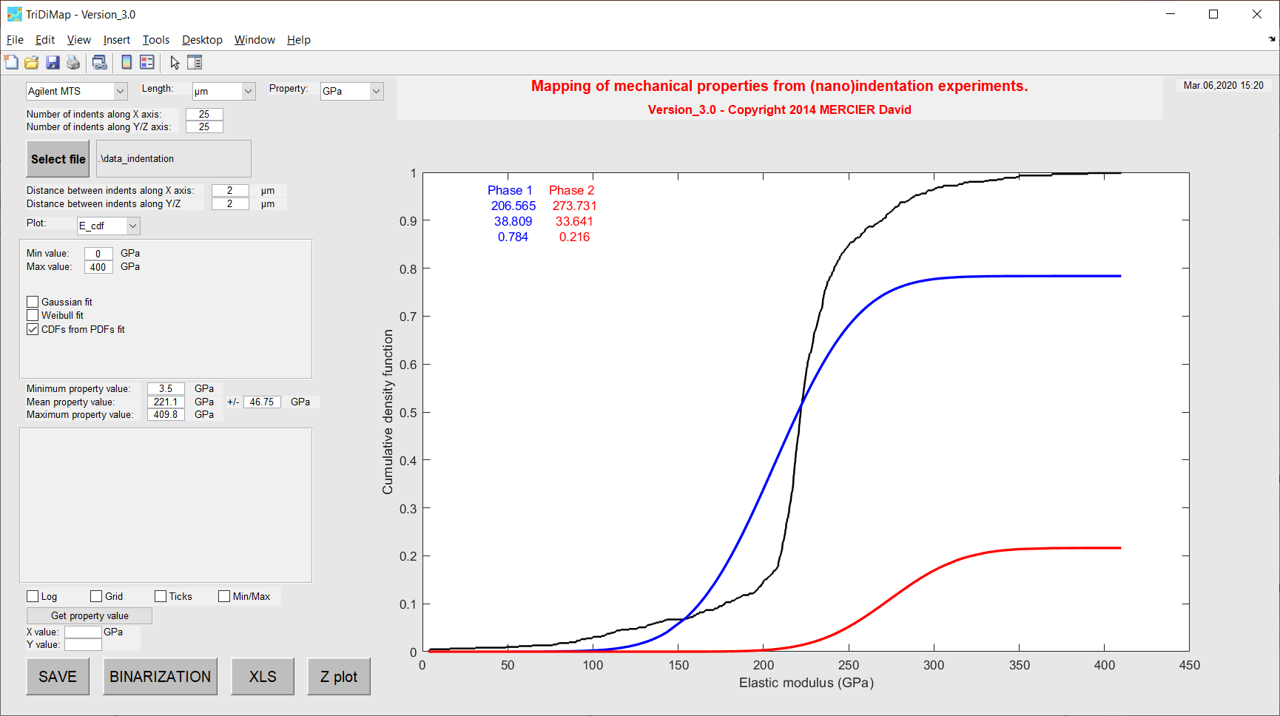 TriDiMap - Version_3.0
File Edit View Insert Tools Desktop Window Help
Mapping of mechanical properties from (nano)indentation experiments.
Version_3.0 - Copyright 2014 MERCIER David
Mar.06,2020 15:20
Agilent MTS Length: µm Property: GPa
Number of indents along X axis: 25
Number of indents along Y/Z axis: 25
Select file .\data_indentation
Distance between indents along X axis: 2 µm
Distance between indents along Y/Z 2 µm
Plot: E_cdf
Min value: 0 GPa
Max value: 400 GPa
Gaussian fit
Weibull fit
CDFs from PDFs fit
Minimum property value: 3.5 GPa
Mean property value: 221.1 GPa +/- 46.75 GPa
Maximum property value: 409.8 GPa
Log Grid Ticks Min/Max
Get property value
X value: GPa
Y value:
SAVE BINARIZATION XLS Z plot
Phase 1 Phase 2
206.565 273.731
38.809 33.641
0.784 0.216
Cumulative density function
1
0.9
0.8
0.7
0.6
0.5
0.4
0.3
0.2
0.1
0
0 50 100 150 200 250 300 350 400 450
Elastic modulus (GPa)